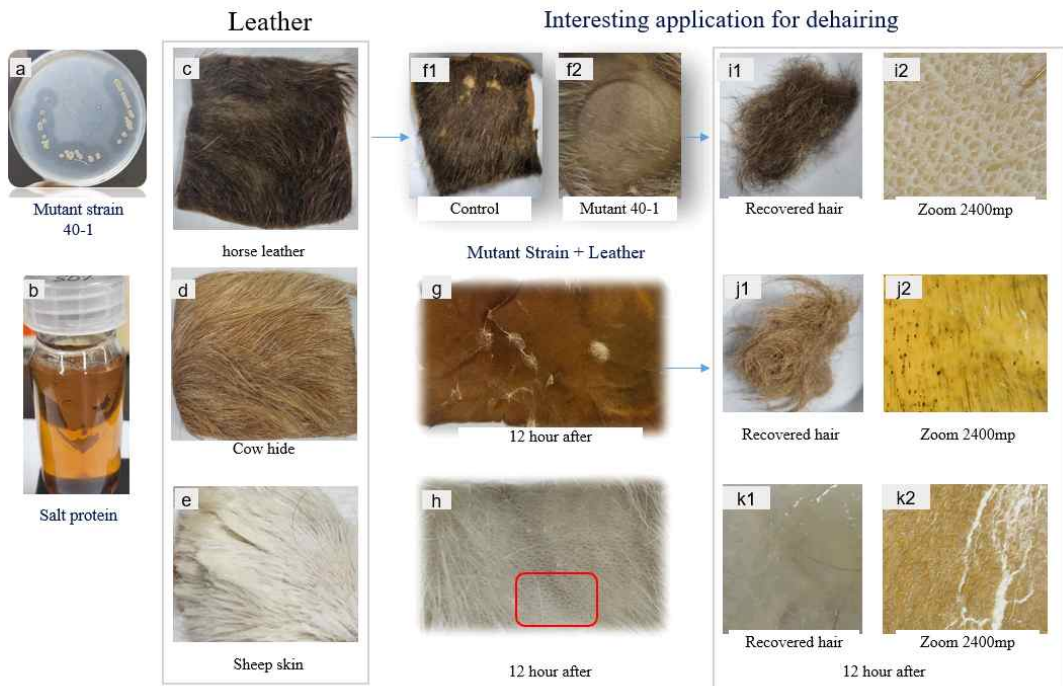 Leather
Interesting application for dehairing
a
Mutant strain
40-1
b
Salt protein
c
horse leather
d
Cow hide
e
Sheep skin
f1
Control
f2
Mutant 40-1
Mutant Strain + Leather
g
12 hour after
h
12 hour after
i1
Recovered hair
i2
Zoom 2400mp
j1
Recovered hair
j2
Zoom 2400mp
k1
Recovered hair
k2
Zoom 2400mp
12 hour after